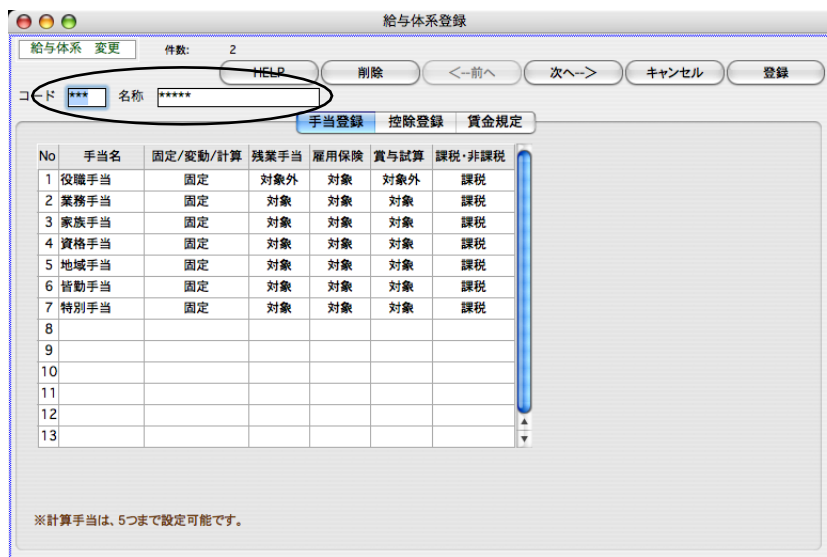 給与体系登録
給与体系 変更 件数: 2
HELP 削除 <--前へ 次へ--> キャンセル 登録
コード *** 名称 *****
手当登録 控除登録 賃金規定
No 手当名 固定/変動/計算 残業手当 雇用保険 賞与試算 課税・非課税
1 役職手当 固定 対象外 対象 対象外 課税
2 業務手当 固定 対象 対象 対象 課税
3 家族手当 固定 対象 対象 対象 課税
4 資格手当 固定 対象 対象 対象 課税
5 地域手当 固定 対象 対象 対象 課税
6 皆勤手当 固定 対象 対象 対象 課税
7 特別手当 固定 対象 対象 対象 課税
8
9
10
11
12
13
※計算手当は、5つまで設定可能です。